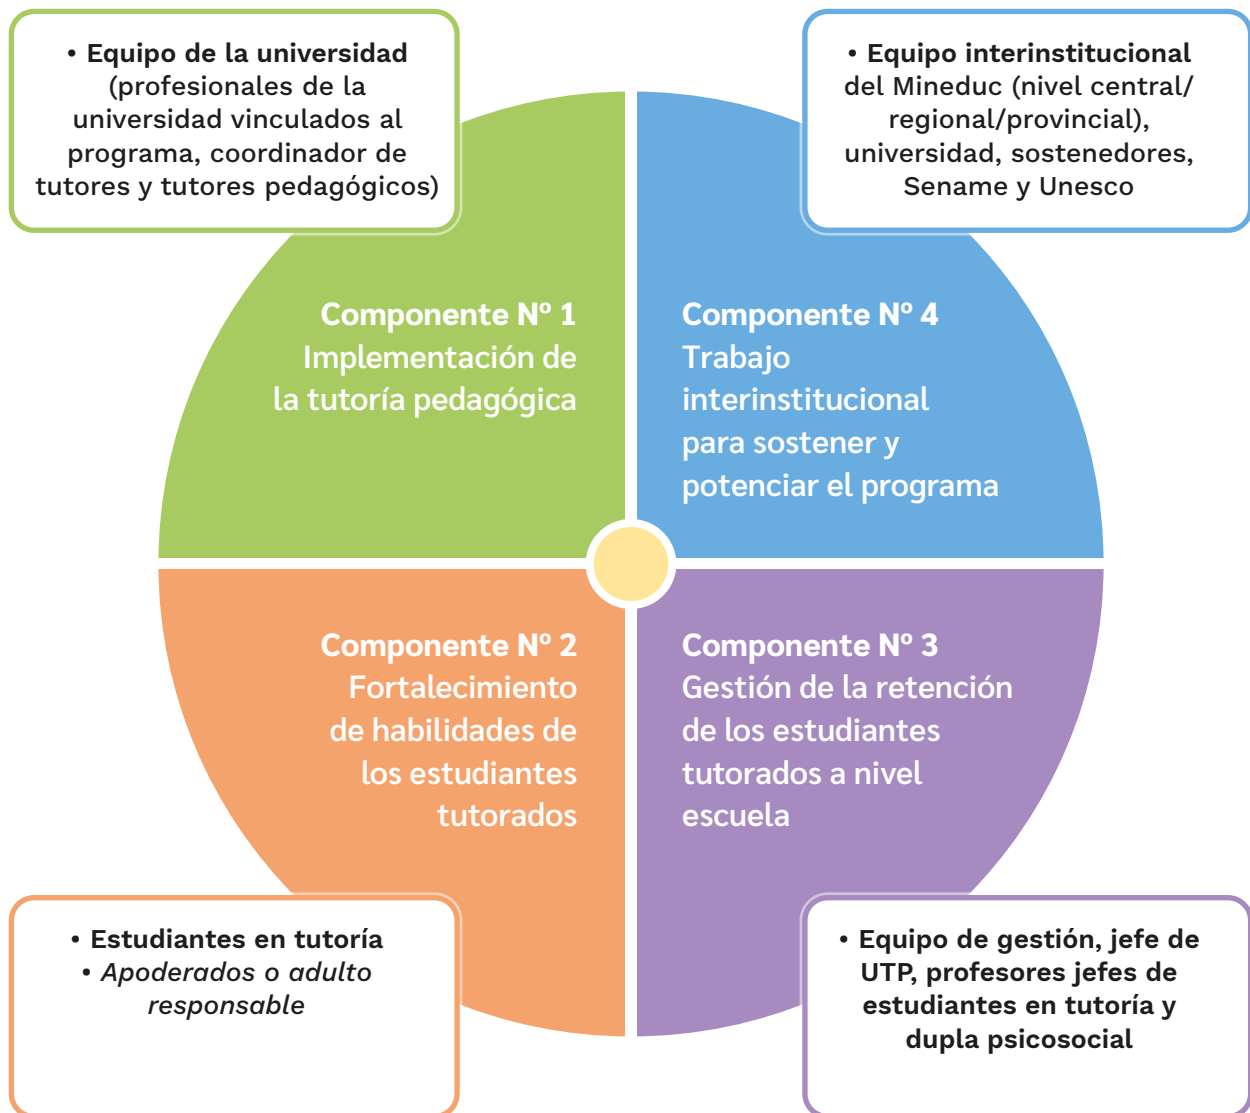 • Equipo de la universidad
(profesionales de la
universidad vinculados al
programa, coordinador de
tutores y tutores pedagógicos)
• Equipo interinstitucional
del Mineduc (nivel central/
regional/provincial),
universidad, sostenedores,
Sename y Unesco
Componente Nº 1
Implementación de
la tutoría pedagógica
Componente Nº 4
Trabajo
interinstitucional
para sostener y
potenciar el programa
Componente Nº 2
Fortalecimiento
de habilidades de
los estudiantes
tutorados
Componente Nº 3
Gestión de la retención
de los estudiantes
tutorados a nivel
escuela
• Estudiantes en tutoría
• Apoderados o adulto
responsable
• Equipo de gestión, jefe de
UTP, profesores jefes de
estudiantes en tutoría y
dupla psicosocial